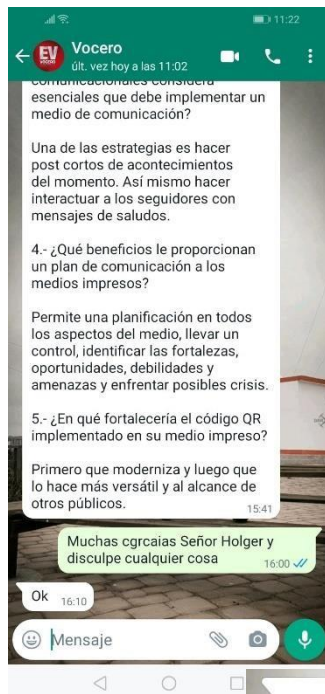 11:22
EV
VOCERO
Vocero
últ. vez hoy a las 11:02
comunicacionales considera
esenciales que debe implementar un
medio de comunicación?
Una de las estrategias es hacer
post cortos de acontecimientos
del momento. Así mismo hacer
interactuar a los seguidores con
mensajes de saludos.
4.- ¿Qué beneficios le proporcionan
un plan de comunicación a los
medios impresos?
Permite una planificación en todos
los aspectos del medio, llevar un
control, identificar las fortalezas,
oportunidades, debilidades y
amenazas y enfrentar posibles crisis.
5.- ¿En qué fortalecería el código QR
implementado en su medio impreso?
Primero que moderniza y luego que
lo hace más versátil y al alcance de
otros públicos.
15:41
Muchas cgrcaias Señor Holger y
disculpe cualquier cosa
16:00
Ok 16:10
Mensaje